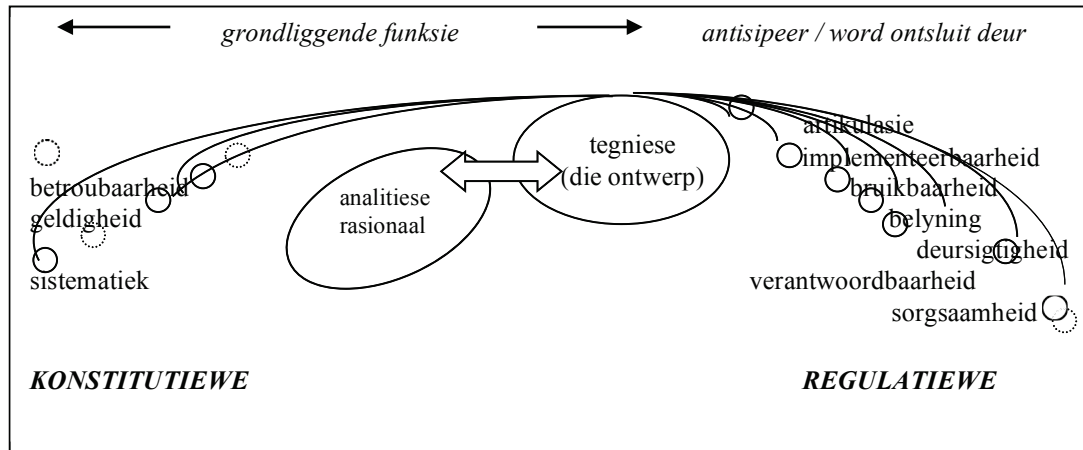 grondliggende funksie
antisipeer / word ontsluit deur
tegniese
(die ontwerp)
analitiese
rasionaal
betroubaarheid
geldigheid
sistematiek
artikulasie
implementeerbaarheid
bruikbaarheid
belyning
deursigtigheid
verantwoordbaarheid
sorgsaamheid
KONSTITUTIEWE
REGULATIEWE